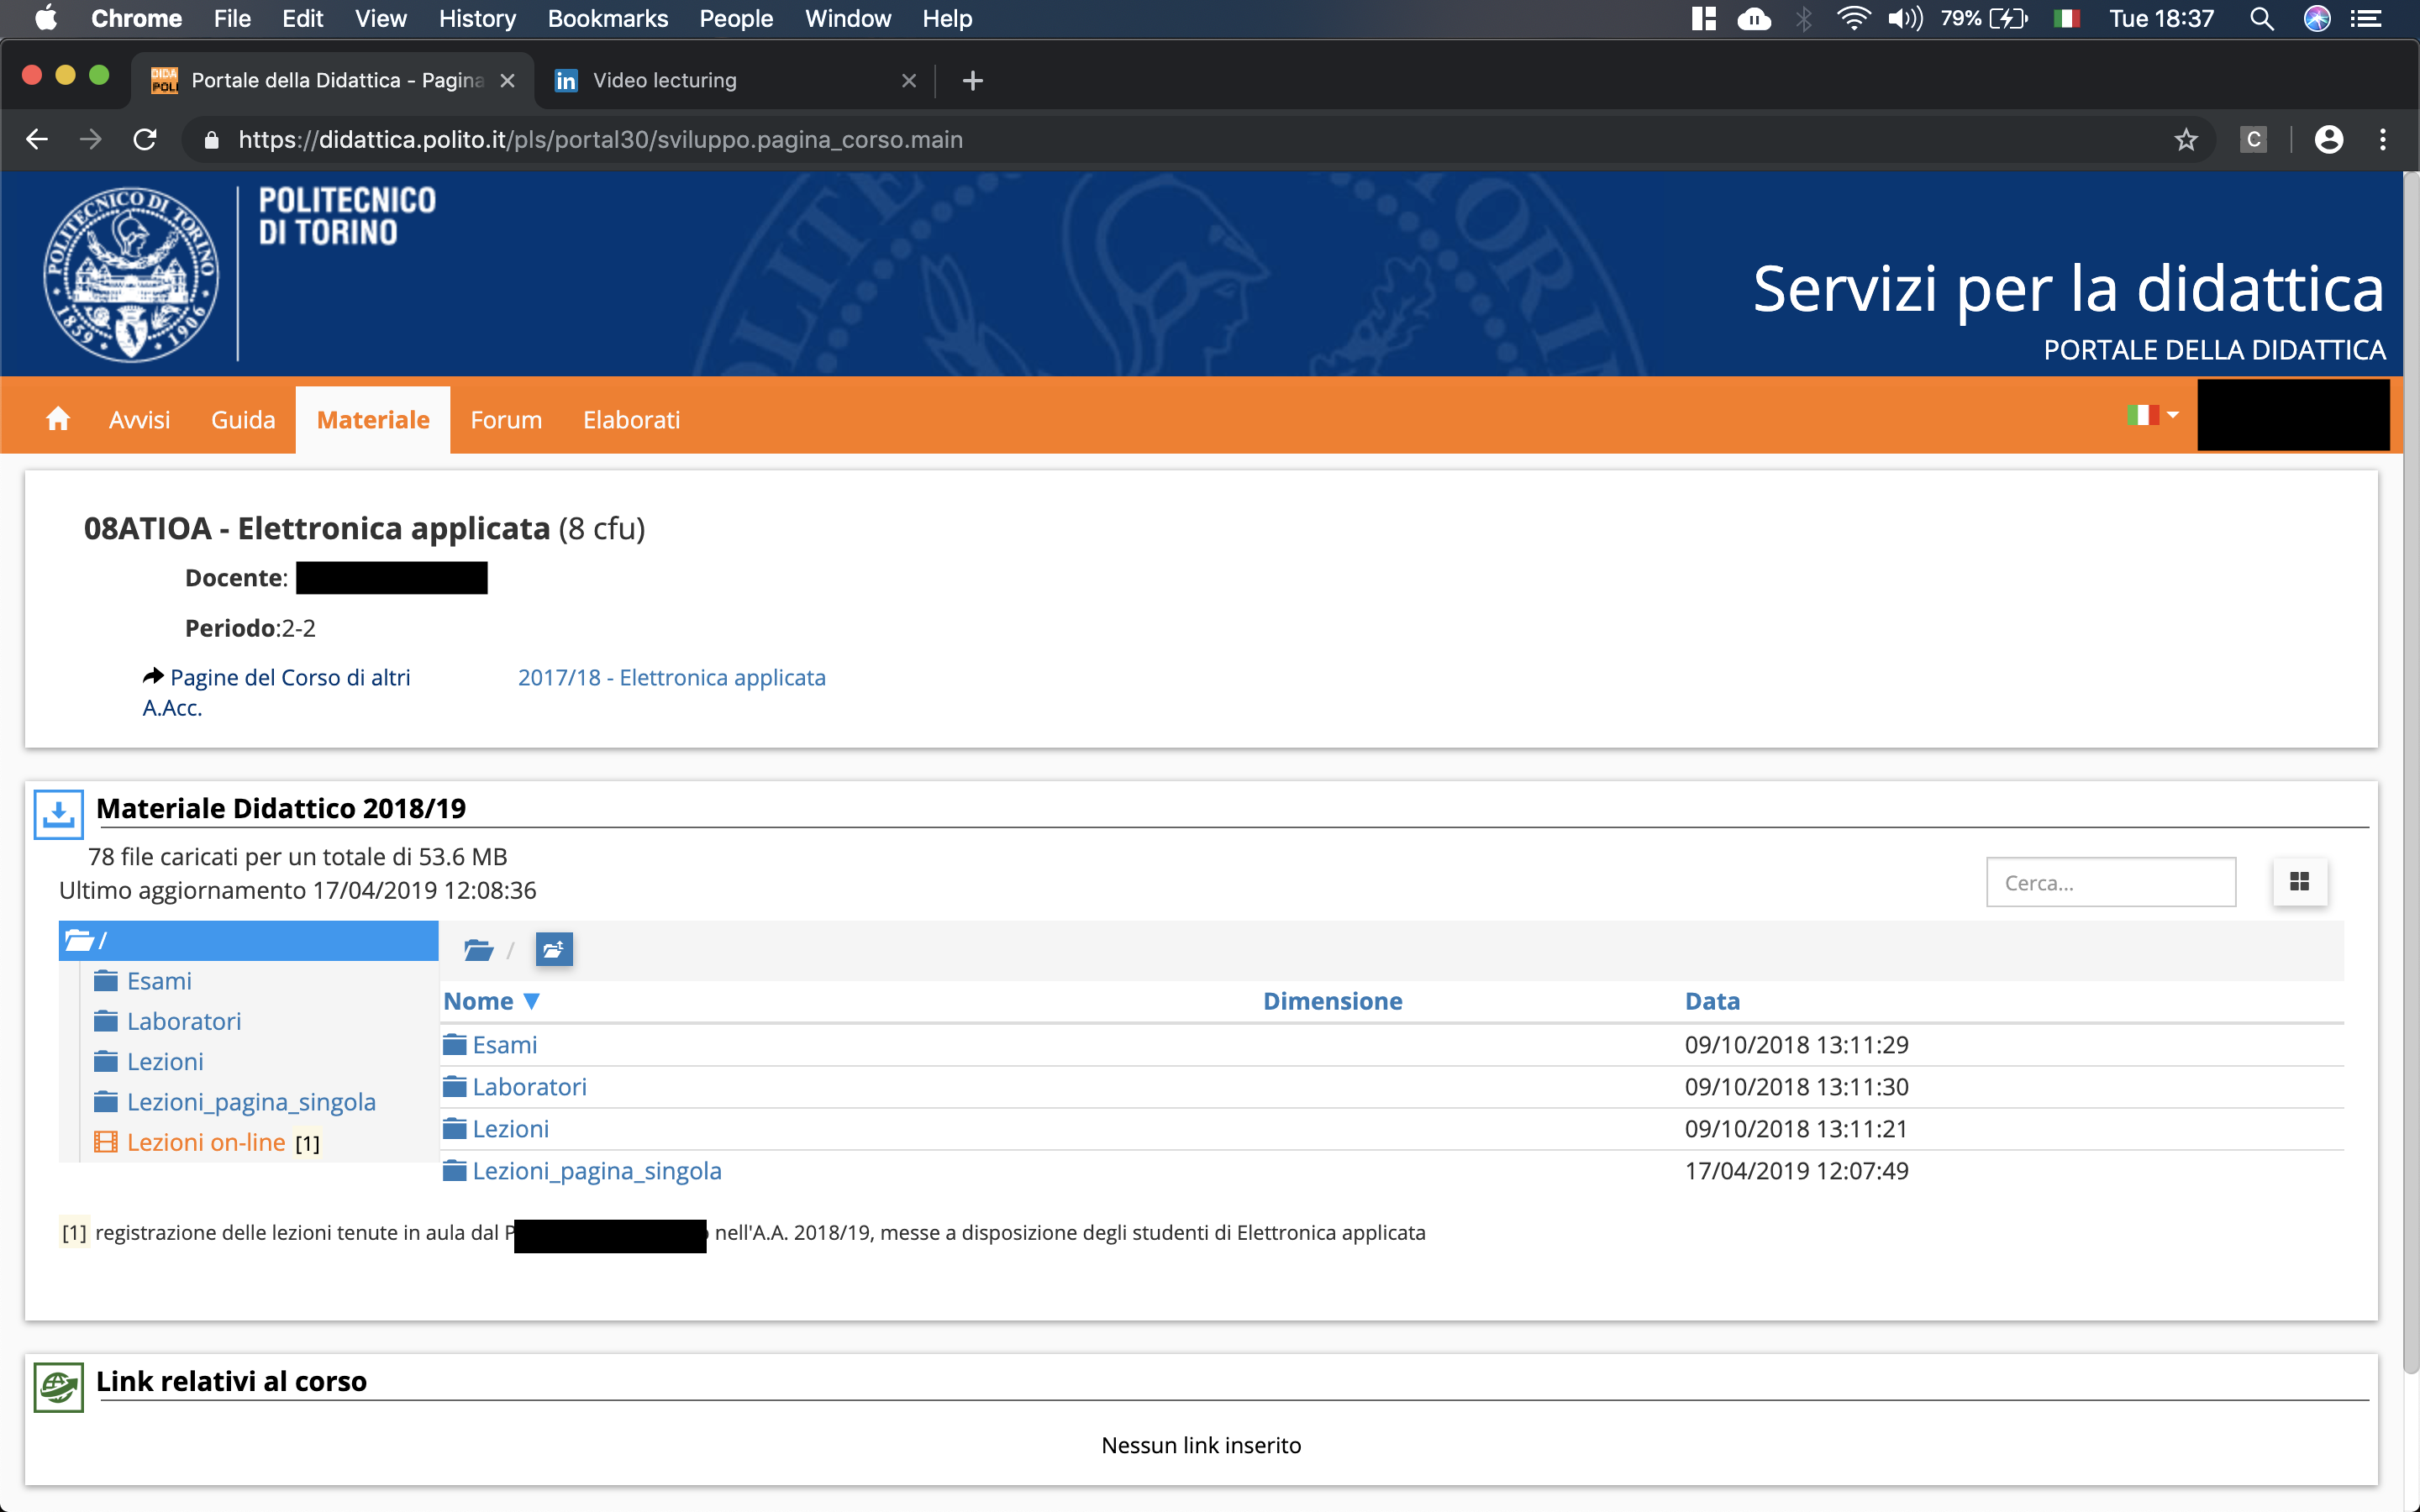 Chrome File Edit View History Bookmarks People Window Help 79% Tue 18:37
Portale della Didattica - Pagina Video lecturing
https://didattica.polito.it/pls/portal30/sviluppo.pagina_corso.main C
POLITECNICO DI TORINO
1859 1906
POLITECNICO
DI TORINO
Servizi per la didattica
PORTALE DELLA DIDATTICA
Avvisi Guida Materiale Forum Elaborati
08ATIOA - Elettronica applicata (8 cfu)
Docente:
Periodo:2-2
Pagine del Corso di altri 2017/18 - Elettronica applicata
A.Acc.
Materiale Didattico 2018/19
78 file caricati per un totale di 53.6 MB
Ultimo aggiornamento 17/04/2019 12:08:36
Cerca...
/
Esami
Laboratori
Lezioni
Lezioni_pagina_singola
Lezioni on-line [1]
/
Nome ▼ Dimensione Data
Esami 09/10/2018 13:11:29
Laboratori 09/10/2018 13:11:30
Lezioni 09/10/2018 13:11:21
Lezioni_pagina_singola 17/04/2019 12:07:49
[1] registrazione delle lezioni tenute in aula dal P nell'A.A. 2018/19, messe a disposizione degli studenti di Elettronica applicata
Link relativi al corso
Nessun link inserito